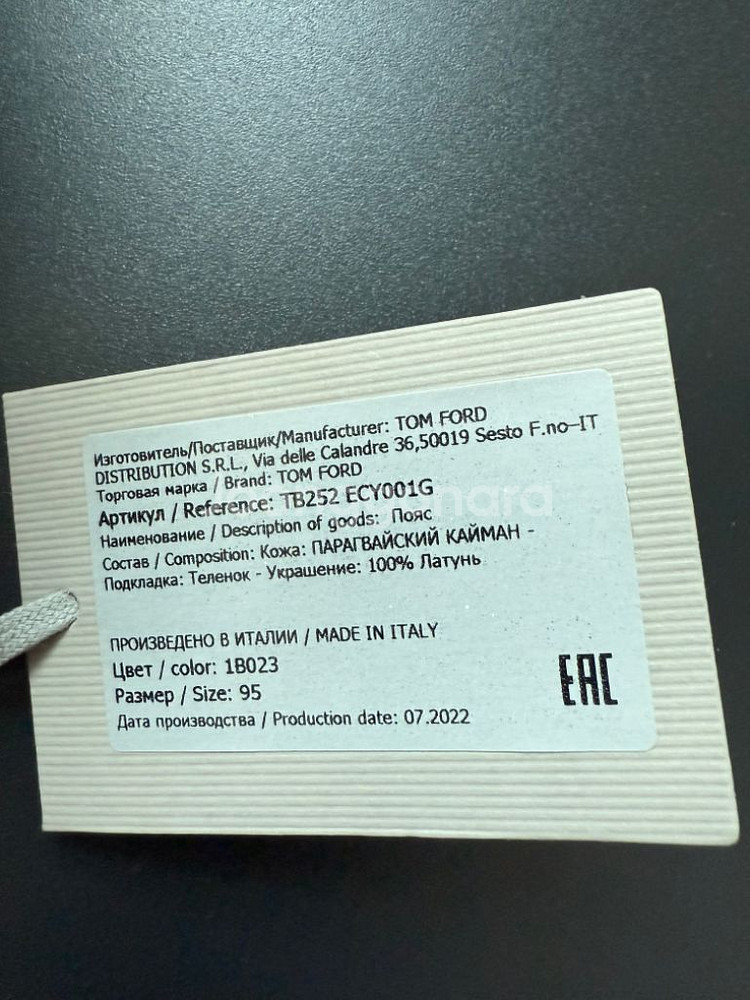 Изготовитель/Поставщик/Manufacturer: TOM FORD
DISTRIBUTION S.R.L., Via delle Calandre 36,50019 Sesto F.no-IT
Торговая марка / Brand: TOM FORD
Артикул / Reference: TB252 ECY001G
Наименование / Description of goods: Пояс
Состав / Composition: Кожа: ПАРАГВАЙСКИЙ КАЙМАН -
Подкладка: Теленок - Украшение: 100% Латунь
ПРОИЗВЕДЕНО В ИТАЛИИ / MADE IN ITALY
Цвет / color: 1B023
Размер / Size: 95
Дата производства / Production date: 07.2022
EAC